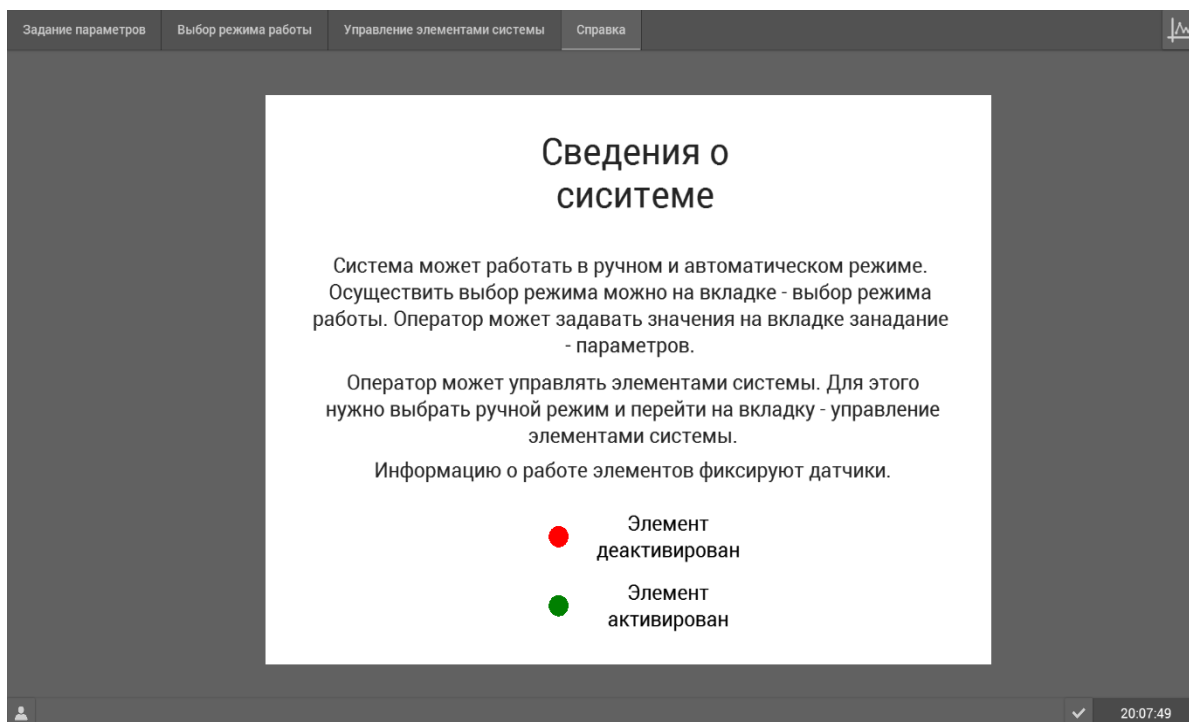 Задание параметров Выбор режима работы Управление элементами системы Справка
Сведения о
сиситеме
Система может работать в ручном и автоматическом режиме.
Осуществить выбор режима можно на вкладке - выбор режима
работы. Оператор может задавать значения на вкладке занадание
- параметров.
Оператор может управлять элементами системы. Для этого
нужно выбрать ручной режим и перейти на вкладку - управление
элементами системы.
Информацию о работе элементов фиксируют датчики.
Элемент
деактивирован
Элемент
активирован
20:07:49